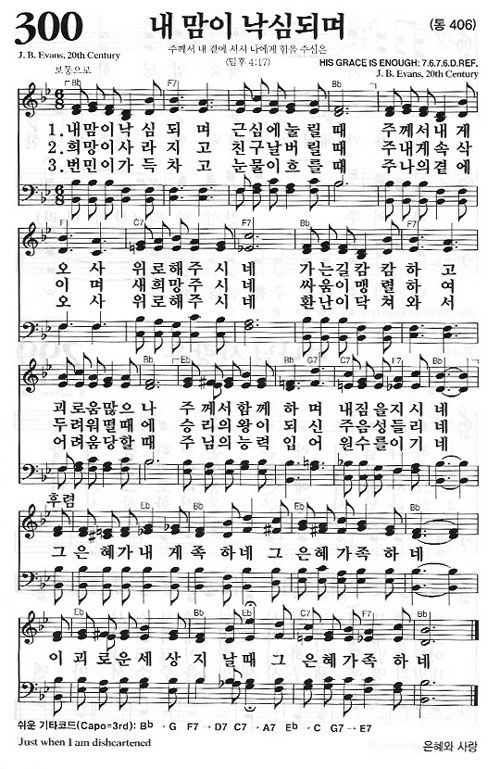 300 내 맘이 낙심되며 (통 406)
J. B. Evans, 20th Century
주께서 내 곁에 서서 나에게 힘을 주심은
(딤후 4:17)
HIS GRACE IS ENOUGH: 7.6.7.6.D.REF.
J. B. Evans, 20th Century
보통으로
Bb F7 Bb
1.내맘이낙 심 되 며 근심에눌 릴 때 주께서내 게
2.희망이사 라 지 고 친구날버 릴 때 주내게속 삭
3.번민이가 득 차 고 눈물이흐 를 때 주나의곁 에
F C7 F Bb
오 사 위로해주 시 네 가는길캄 캄 하 고
이 며 새희망주 시 네 싸움이맹 렬 하 여
오 사 위로해주 시 네 환난이닥 쳐 와 서
F7 Bb Eb Bb G7 C7 F7 Bb
괴로움많으 나 주께서함께 하 며 내짐을지시 네
두려워떨때 에 승리의왕이 되 신 주음성들리 네
어려움당할 때 주님의능력 입 어 원수를이기 네
후렴
Eb Bb Eb Bb
그 은 혜가 내 게 족 하 네 그 은혜가족 하 네
Eb Bb Eb Bb C7 F7 Bb
이 괴 로운 세 상 지 날 때 그 은혜가족 하 네
쉬운 기타코드(Capo=3rd): Bb → G F7 → D7 C7 → A7 Eb → C G7 → E7
Just when I am disheartened
은혜와 사랑